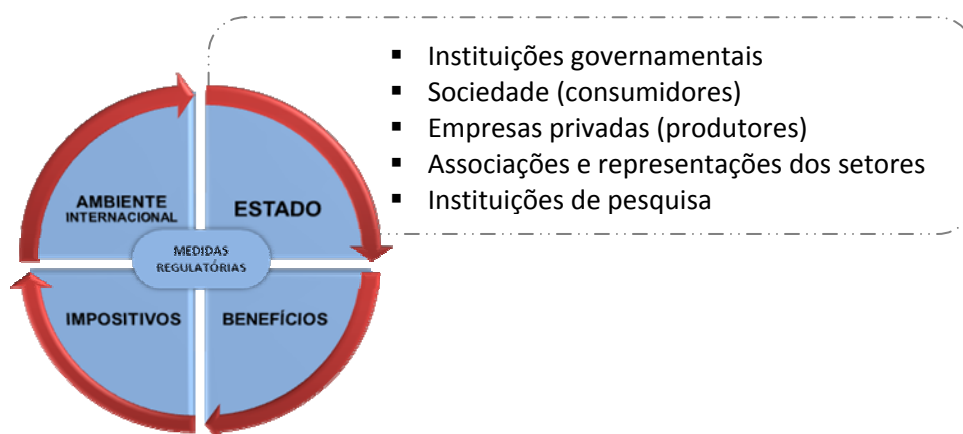 Instituições governamentais
Sociedade (consumidores)
Empresas privadas (produtores)
Associações e representações dos setores
Instituições de pesquisa
AMBIENTE
INTERNACIONAL
ESTADO
MEDIDAS
REGULATÓRIAS
IMPOSITIVOS
BENEFÍCIOS